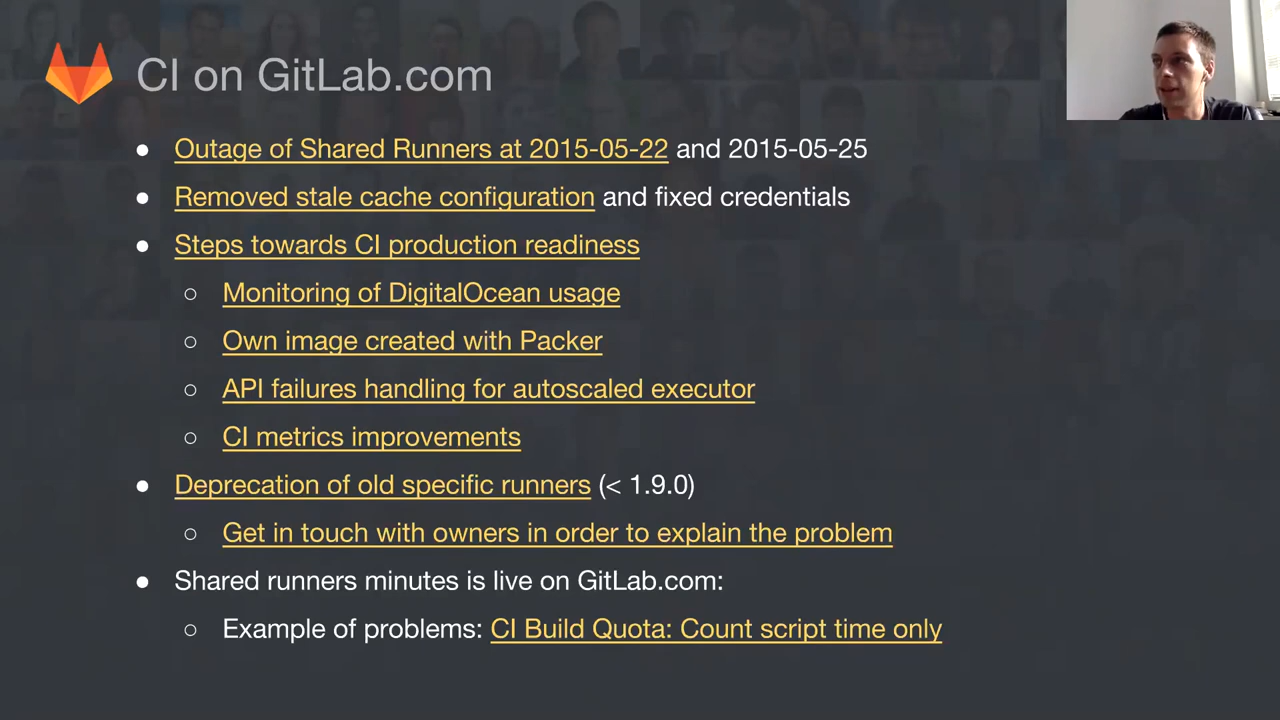 CI on GitLab.com
● Outage of Shared Runners at 2015-05-22 and 2015-05-25
● Removed stale cache configuration and fixed credentials
● Steps towards CI production readiness
○ Monitoring of DigitalOcean usage
○ Own image created with Packer
○ API failures handling for autoscaled executor
○ CI metrics improvements
● Deprecation of old specific runners (< 1.9.0)
○ Get in touch with owners in order to explain the problem
● Shared runners minutes is live on GitLab.com:
○ Example of problems: CI Build Quota: Count script time only